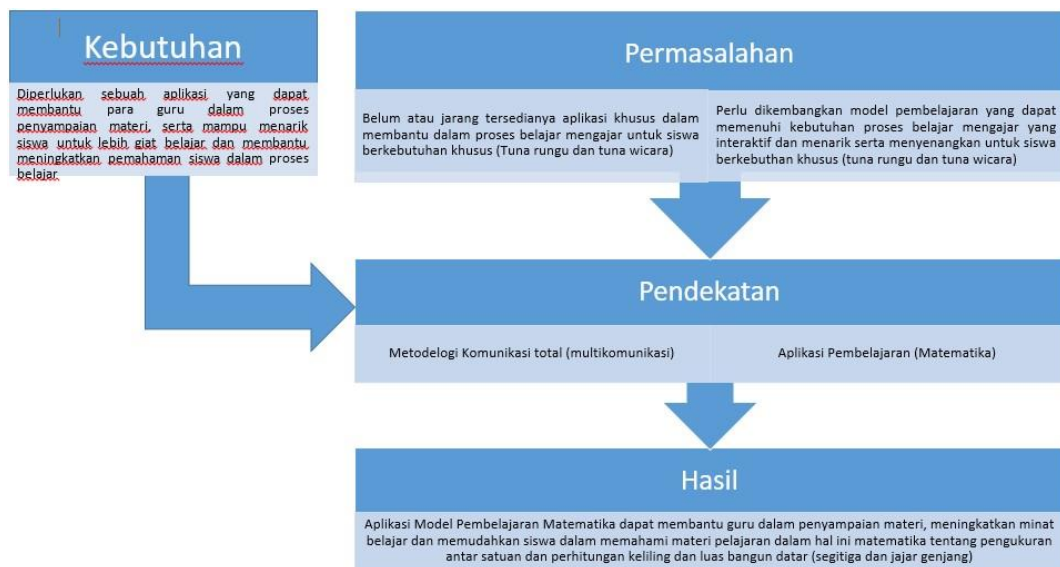 Kebutuhan
Diperlukan sebuah aplikasi yang dapat
membantu para guru dalam proses
penyampaian materi, serta mampu menarik
siswa untuk lebih giat belajar dan membantu
meningkatkan pemahaman siswa dalam proses
belajar
Permasalahan
Belum atau jarang tersedianya aplikasi khusus dalam
membantu dalam proses belajar mengajar untuk siswa
berkebutuhan khusus (Tuna rungu dan tuna wicara)
Perlu dikembangkan model pembelajaran yang dapat
memenuhi kebutuhan proses belajar mengajar yang
interaktif dan menarik serta menyenangkan untuk siswa
berkebuthan khusus (tuna rungu dan tuna wicara)
Pendekatan
Metodelogi Komunikasi total (multikomunikasi)
Aplikasi Pembelajaran (Matematika)
Hasil
Aplikasi Model Pembelajaran Matematika dapat membantu guru dalam penyampaian materi, meningkatkan minat
belajar dan memudahkan siswa dalam memahami materi pelajaran dalam hal ini matematika tentang pengukuran
antar satuan dan perhitungan keliling dan luas bangun datar (segitiga dan jajar genjang)